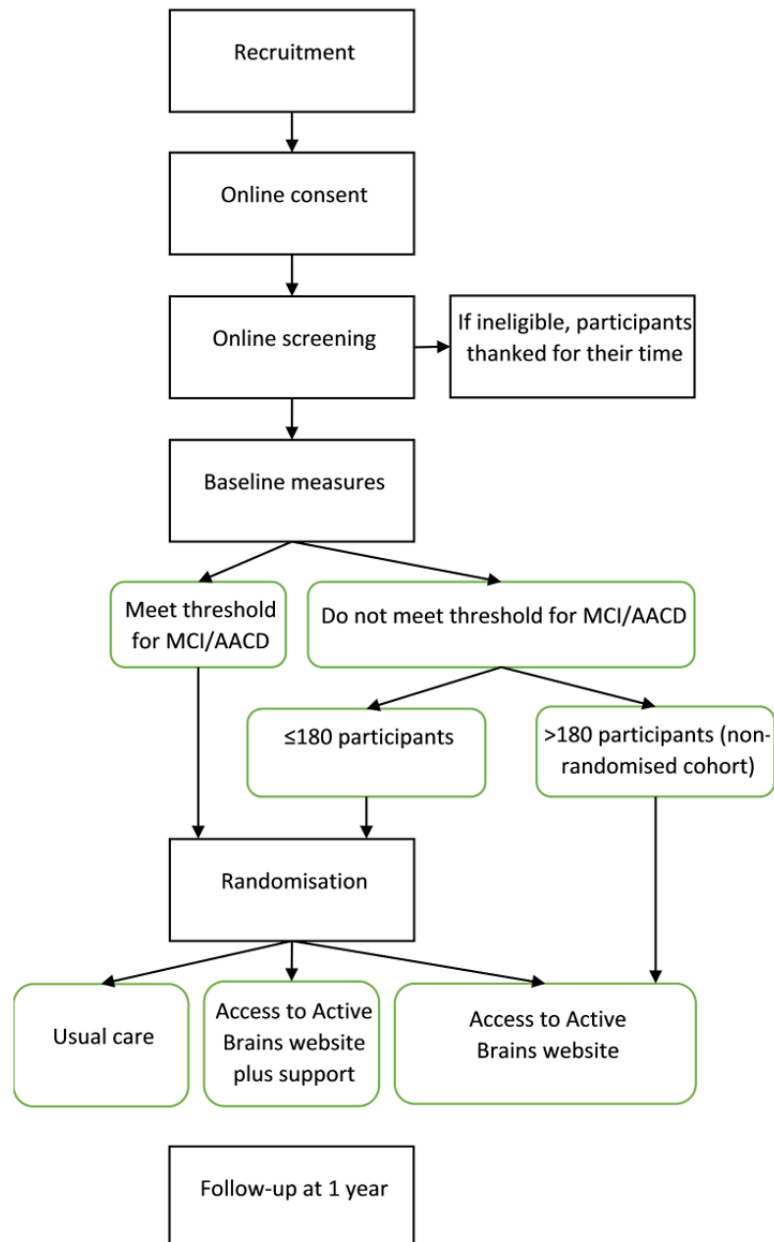 Recruitment
Online consent
Online screening
If ineligible, participants
thanked for their time
Baseline measures
Meet threshold
for MCI/AACD
Do not meet threshold for MCI/AACD
≤180 participants
>180 participants (non-
randomised cohort)
Randomisation
Usual care
Access to Active
Brains website
plus support
Access to Active
Brains website
Follow-up at 1 year